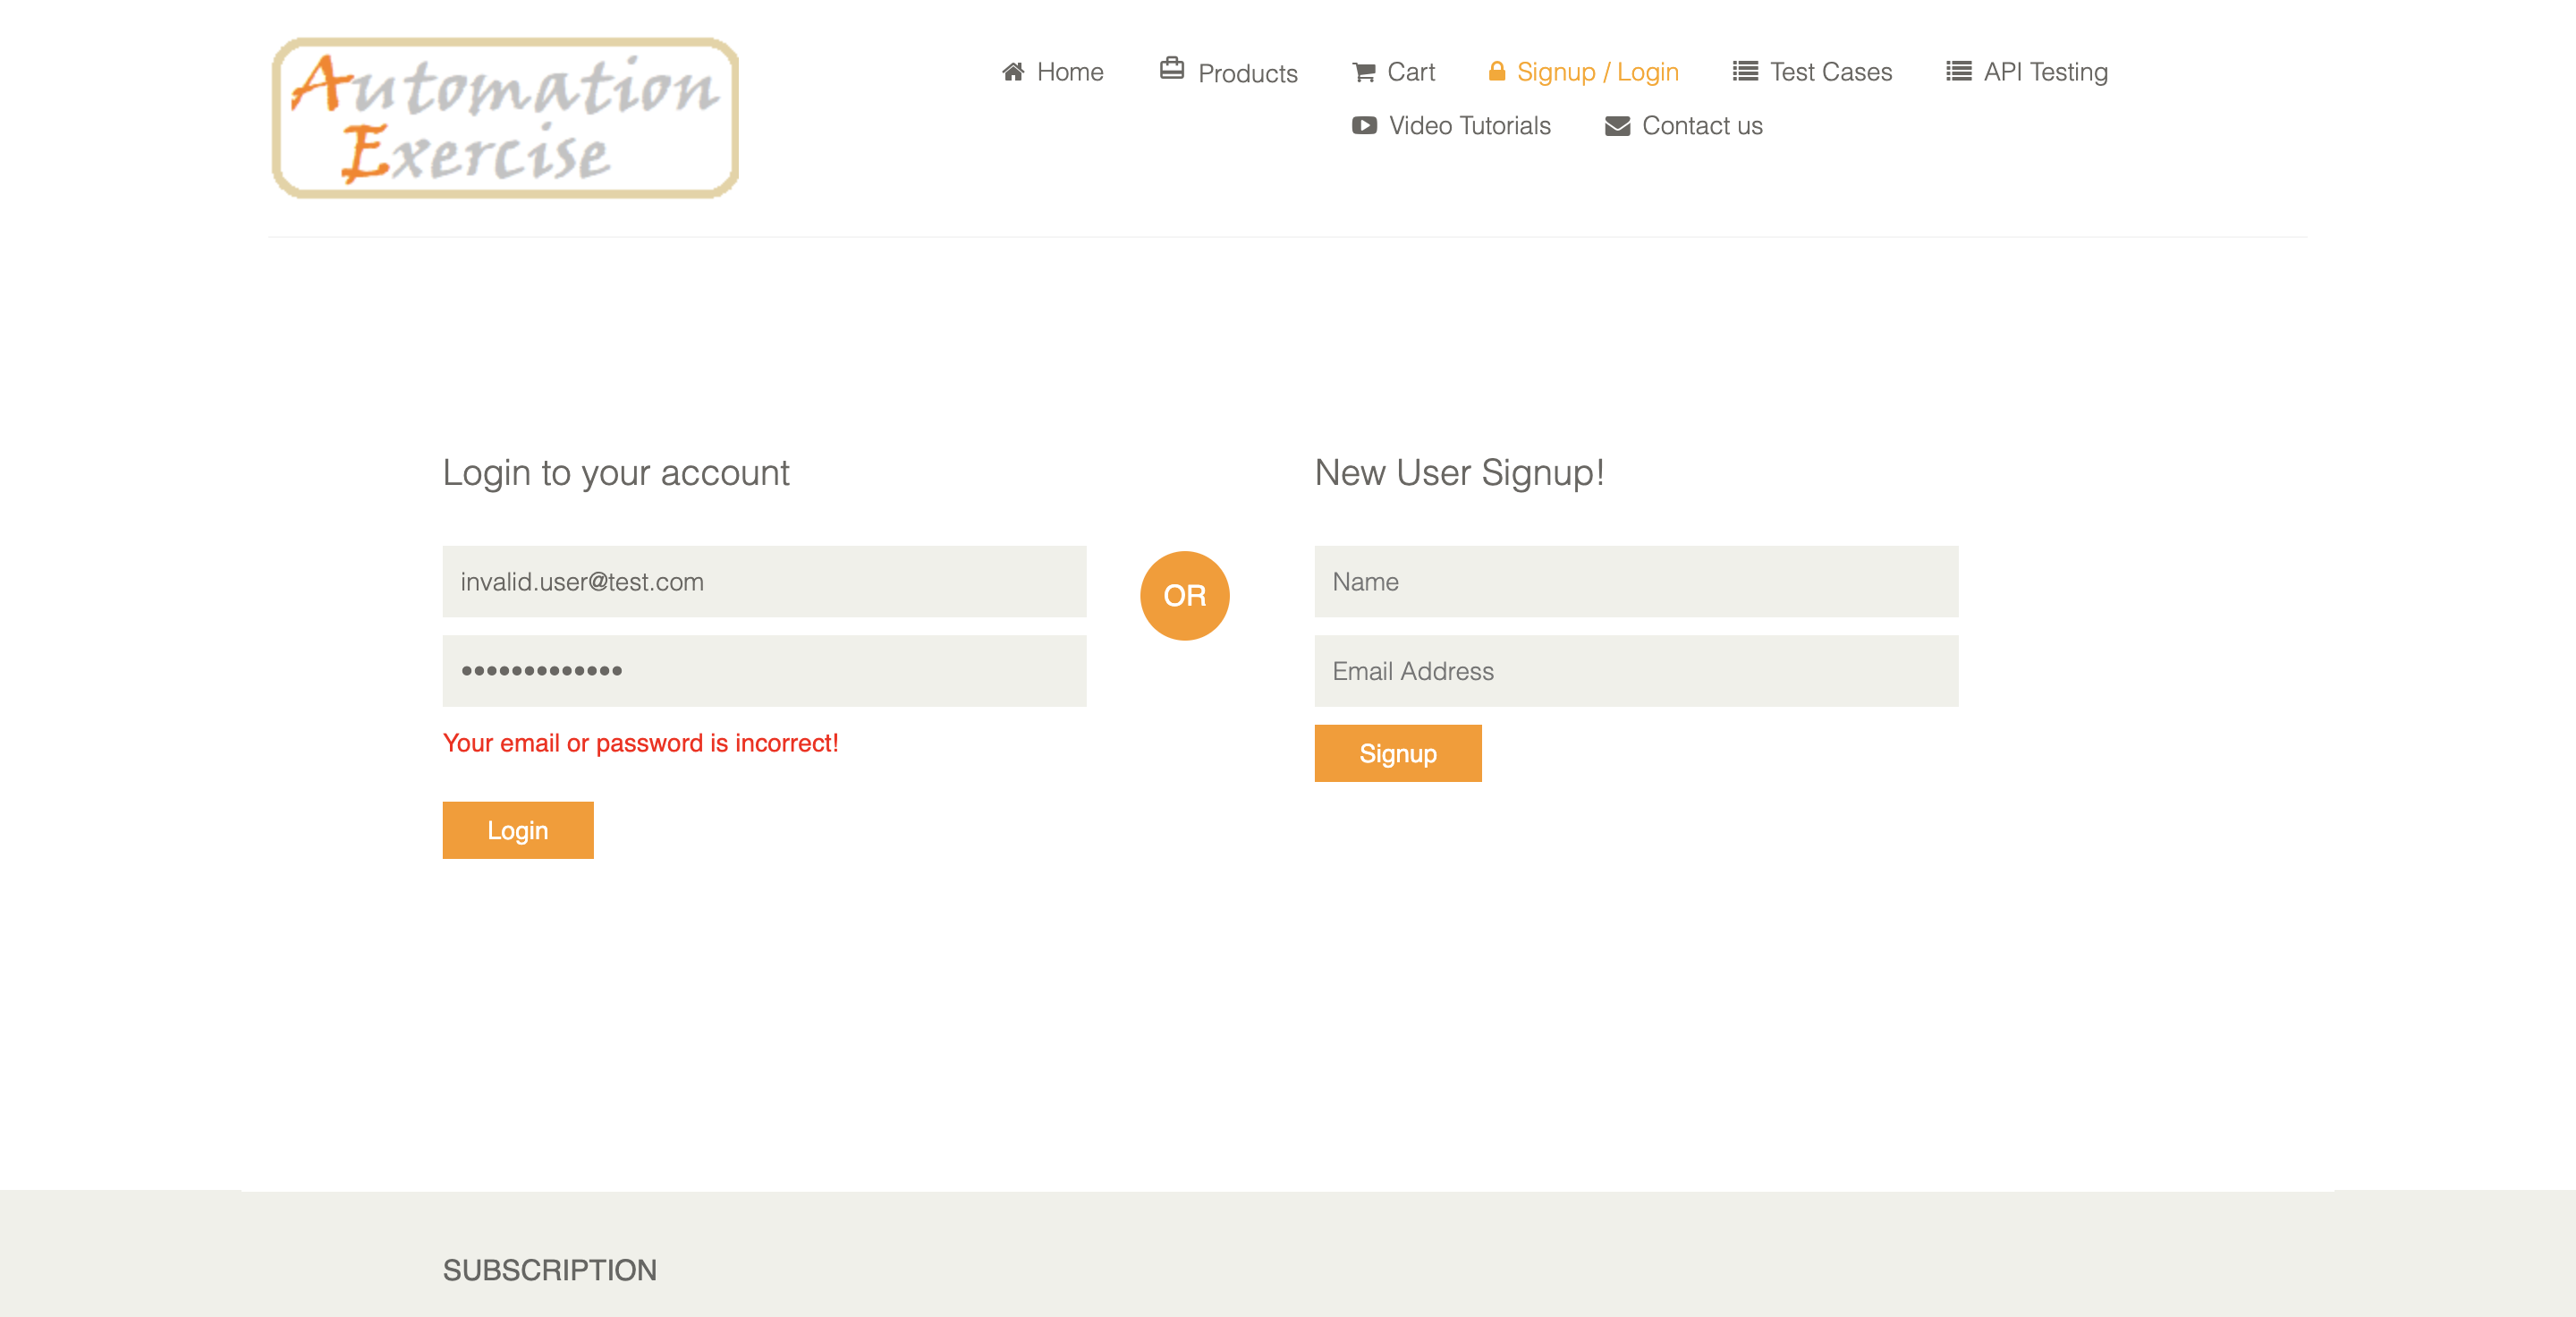 Automation
Exercise
Home Products Cart Signup / Login Test Cases API Testing
Video Tutorials Contact us
Login to your account
invalid.user@test.com
•••••••••••••
Your email or password is incorrect!
Login
OR
New User Signup!
Name
Email Address
Signup
SUBSCRIPTION